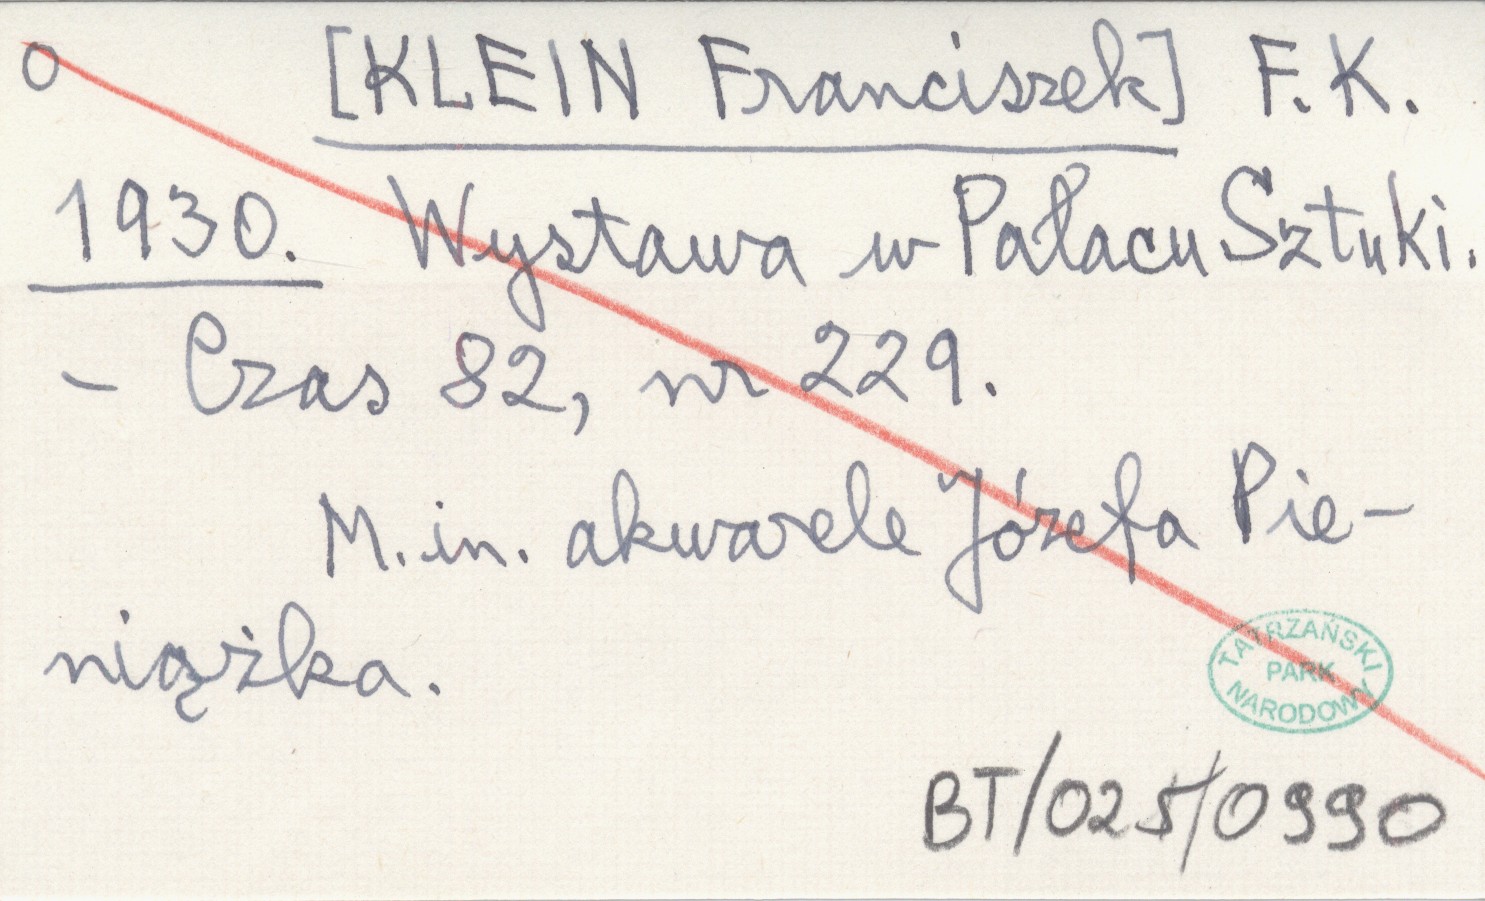 o [KLEIN Franciszek] F.K.
1930. Wystawa w Pałacu Sztuki.
- Czas 82, nr 229.
M.in. akwarele Józefa Pie-
niążka.
TATRZAŃSKI
PARK
NARODOWY
BT/025/0990